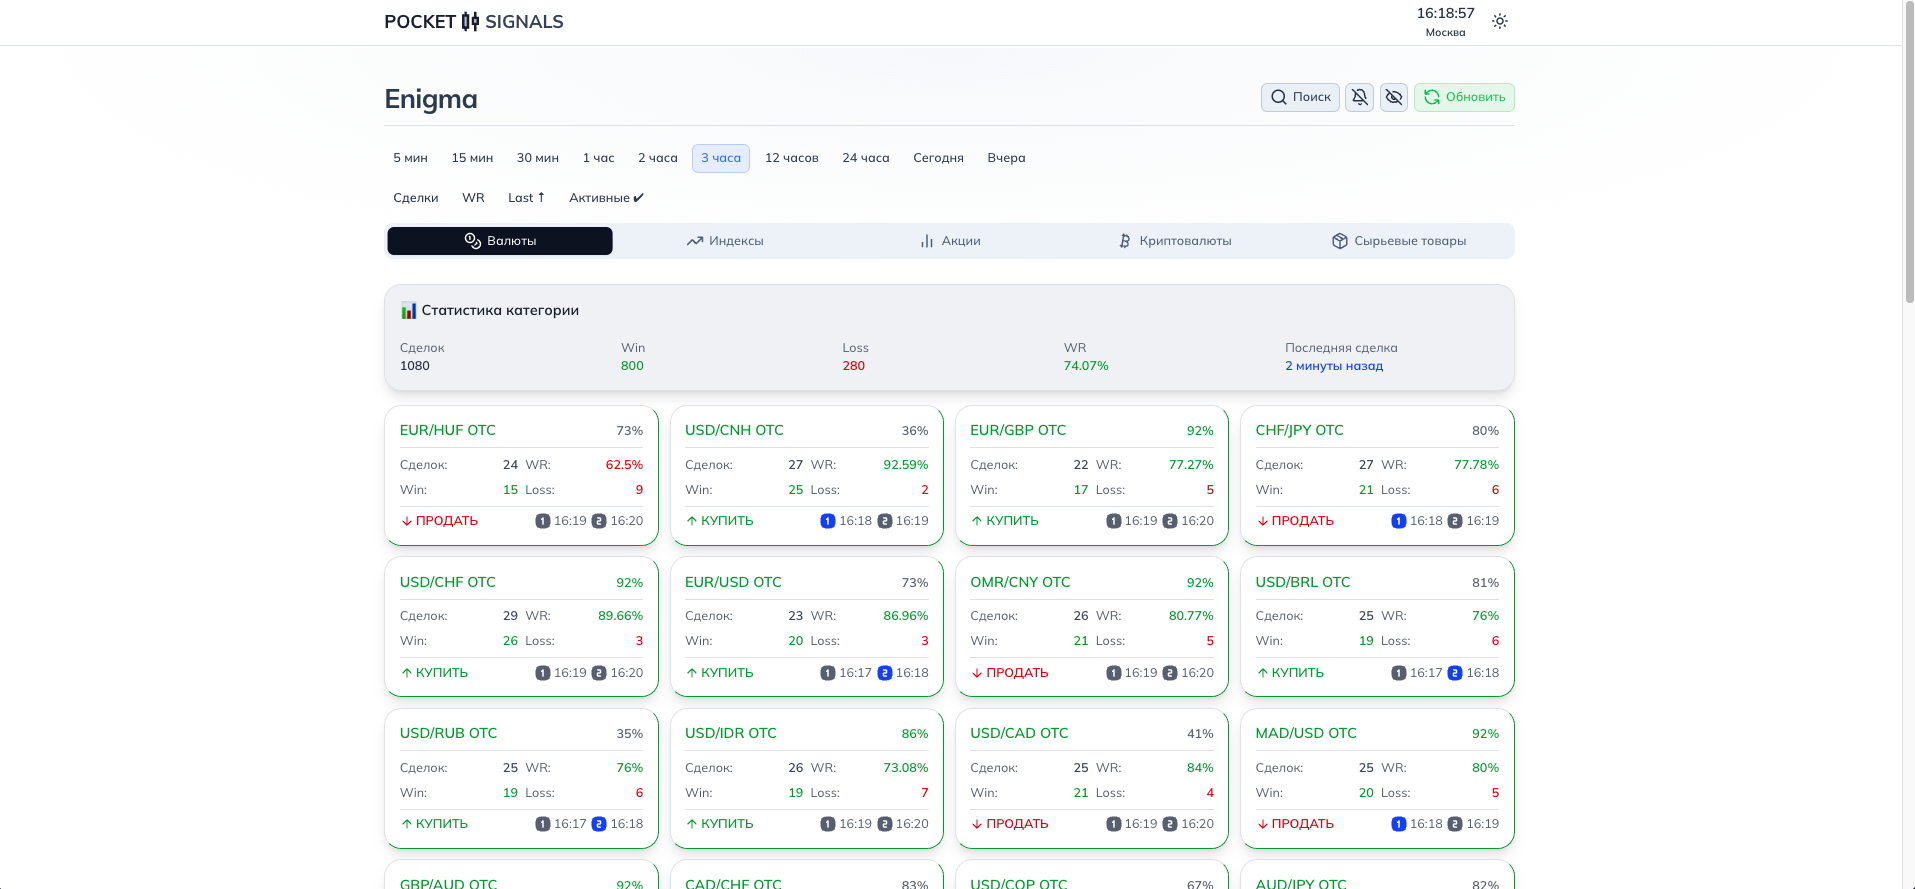 POCKET SIGNALS
16:18:57
Москва
Enigma
Поиск
Обновить
5 мин 15 мин 30 мин 1 час 2 часа 3 часа 12 часов 24 часа Сегодня Вчера
Сделки WR Last ↑ Активные ✔
Валюты Индексы Акции Криптовалюты Сырьевые товары
Статистика категории
Сделок Win Loss WR Последняя сделка
1080 800 280 74.07% 2 минуты назад
EUR/HUF OTC 73%
Сделок: 24 WR: 62.5%
Win: 15 Loss: 9
↓ ПРОДАТЬ 1 16:19 2 16:20
USD/CNH OTC 36%
Сделок: 27 WR: 92.59%
Win: 25 Loss: 2
↑ КУПИТЬ 1 16:18 2 16:19
EUR/GBP OTC 92%
Сделок: 22 WR: 77.27%
Win: 17 Loss: 5
↑ КУПИТЬ 1 16:19 2 16:20
CHF/JPY OTC 80%
Сделок: 27 WR: 77.78%
Win: 21 Loss: 6
↓ ПРОДАТЬ 1 16:18 2 16:19
USD/CHF OTC 92%
Сделок: 29 WR: 89.66%
Win: 26 Loss: 3
↑ КУПИТЬ 1 16:19 2 16:20
EUR/USD OTC 73%
Сделок: 23 WR: 86.96%
Win: 20 Loss: 3
↑ КУПИТЬ 1 16:17 2 16:18
OMR/CNY OTC 92%
Сделок: 26 WR: 80.77%
Win: 21 Loss: 5
↓ ПРОДАТЬ 1 16:19 2 16:20
USD/BRL OTC 81%
Сделок: 25 WR: 76%
Win: 19 Loss: 6
↑ КУПИТЬ 1 16:17 2 16:18
USD/RUB OTC 35%
Сделок: 25 WR: 76%
Win: 19 Loss: 6
↑ КУПИТЬ 1 16:17 2 16:18
USD/IDR OTC 86%
Сделок: 26 WR: 73.08%
Win: 19 Loss: 7
↑ КУПИТЬ 1 16:19 2 16:20
USD/CAD OTC 41%
Сделок: 25 WR: 84%
Win: 21 Loss: 4
↓ ПРОДАТЬ 1 16:19 2 16:20
MAD/USD OTC 92%
Сделок: 25 WR: 80%
Win: 20 Loss: 5
↓ ПРОДАТЬ 1 16:18 2 16:19
GBP/AUD OTC 92%
CAD/CHF OTC 83%
USD/COP OTC 67%
AUD/JPY OTC 82%